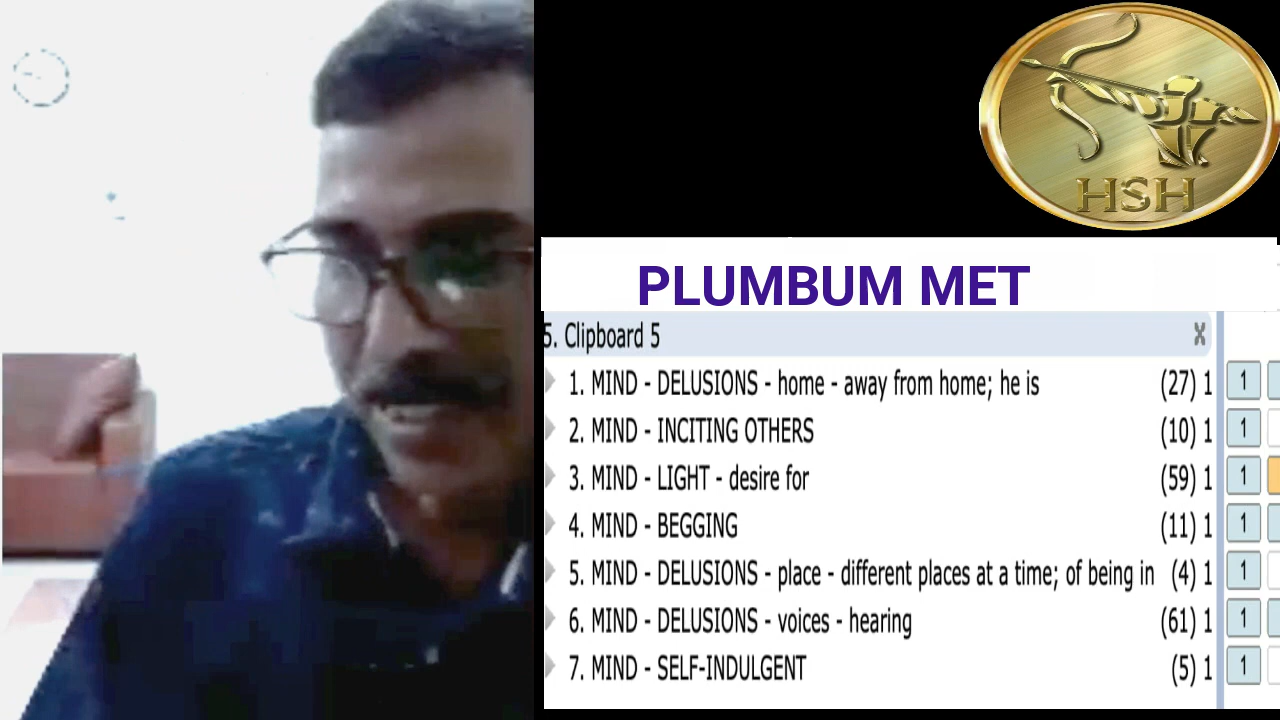 HSH
PLUMBUM MET
5. Clipboard 5 X
1. MIND - DELUSIONS - home - away from home; he is (27) 1 1
2. MIND - INCITING OTHERS (10) 1 1
3. MIND - LIGHT - desire for (59) 1 1
4. MIND - BEGGING (11) 1 1
5. MIND - DELUSIONS - place - different places at a time; of being in (4) 1 1
6. MIND - DELUSIONS - voices - hearing (61) 1 1
7. MIND - SELF-INDULGENT (5) 1 1